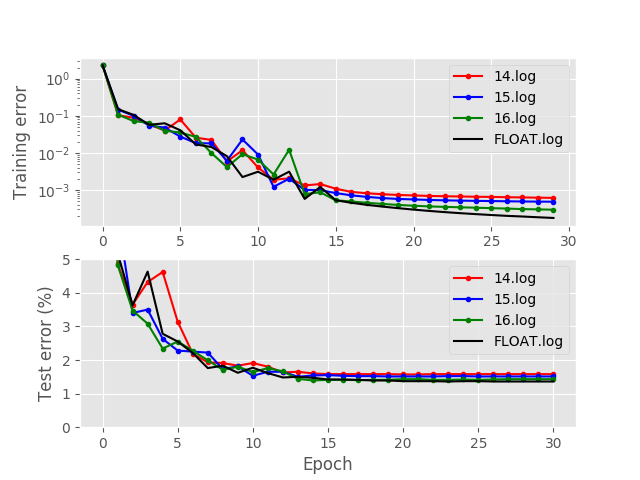 Training error
10^0
10^-1
10^-2
10^-3
0 5 10 15 20 25 30
14.log
15.log
16.log
FLOAT.log
Test error (%)
5
4
3
2
1
0
0 5 10 15 20 25 30
14.log
15.log
16.log
FLOAT.log
Epoch